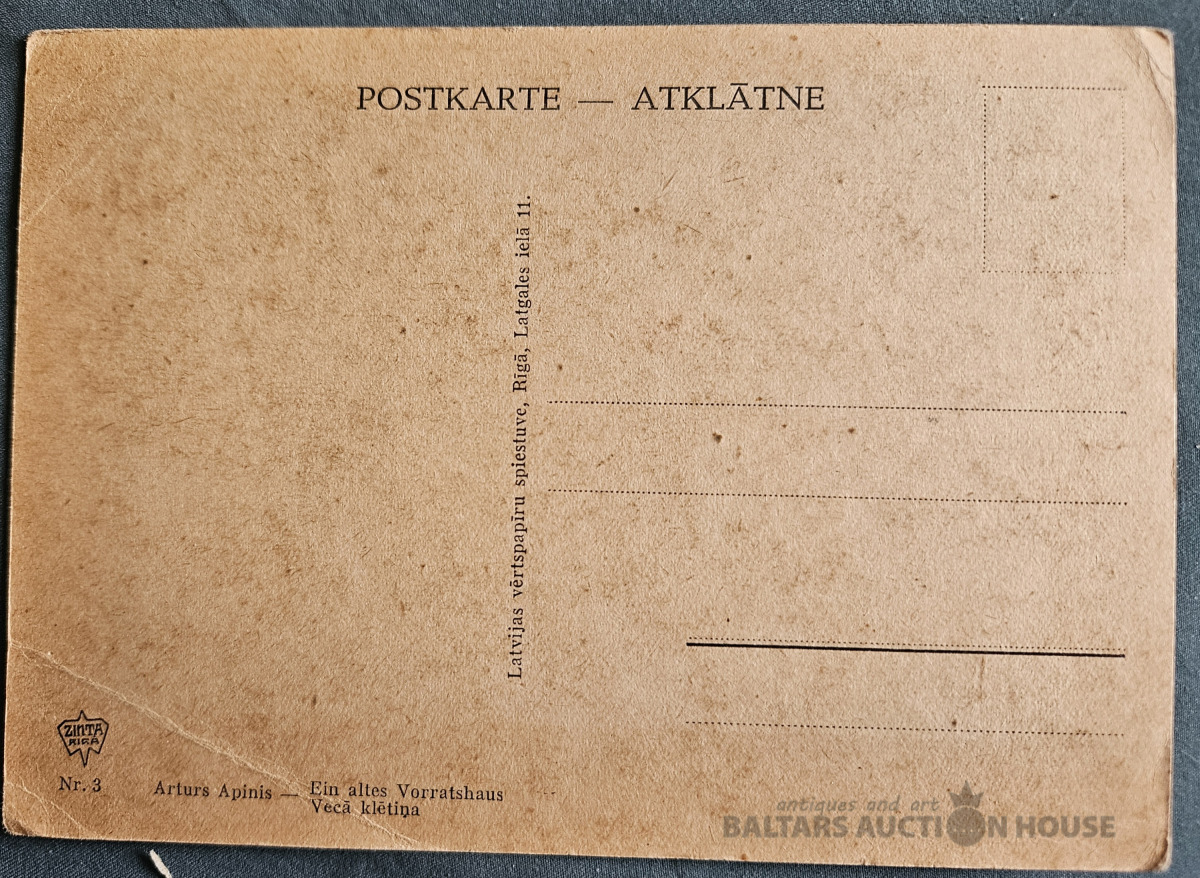 POSTKARTE — ATKLĀTNE
Latvijas vērtspapīru spiestuve, Rīgā, Latgales ielā 11.
ZINTA
RIGA
Nr. 3
Arturs Apinis — Ein altes Vorratshaus
Vecā klētiņa
antiques and art
BALTARS AUCTION HOUSE